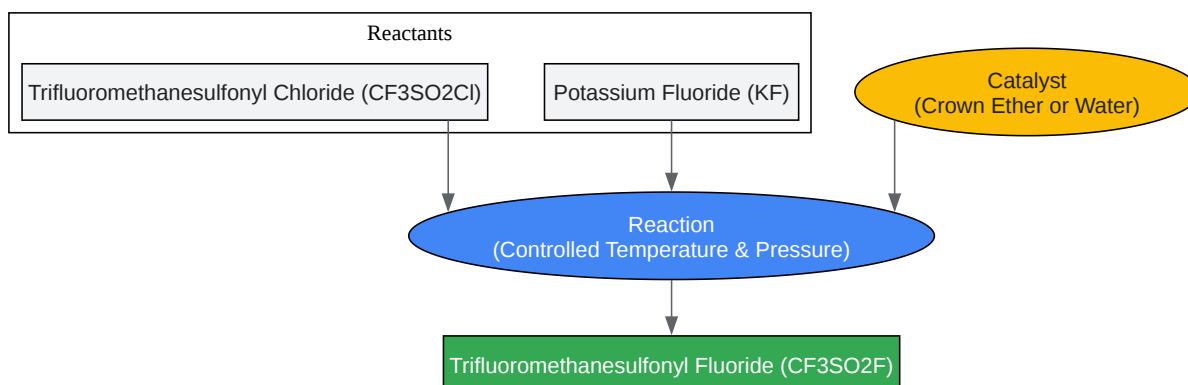 Reactants
Trifluoromethanesulfonyl Chloride (CF3SO2Cl)
Potassium Fluoride (KF)
Catalyst
(Crown Ether or Water)
Reaction
(Controlled Temperature & Pressure)
Trifluoromethanesulfonyl Fluoride (CF3SO2F)